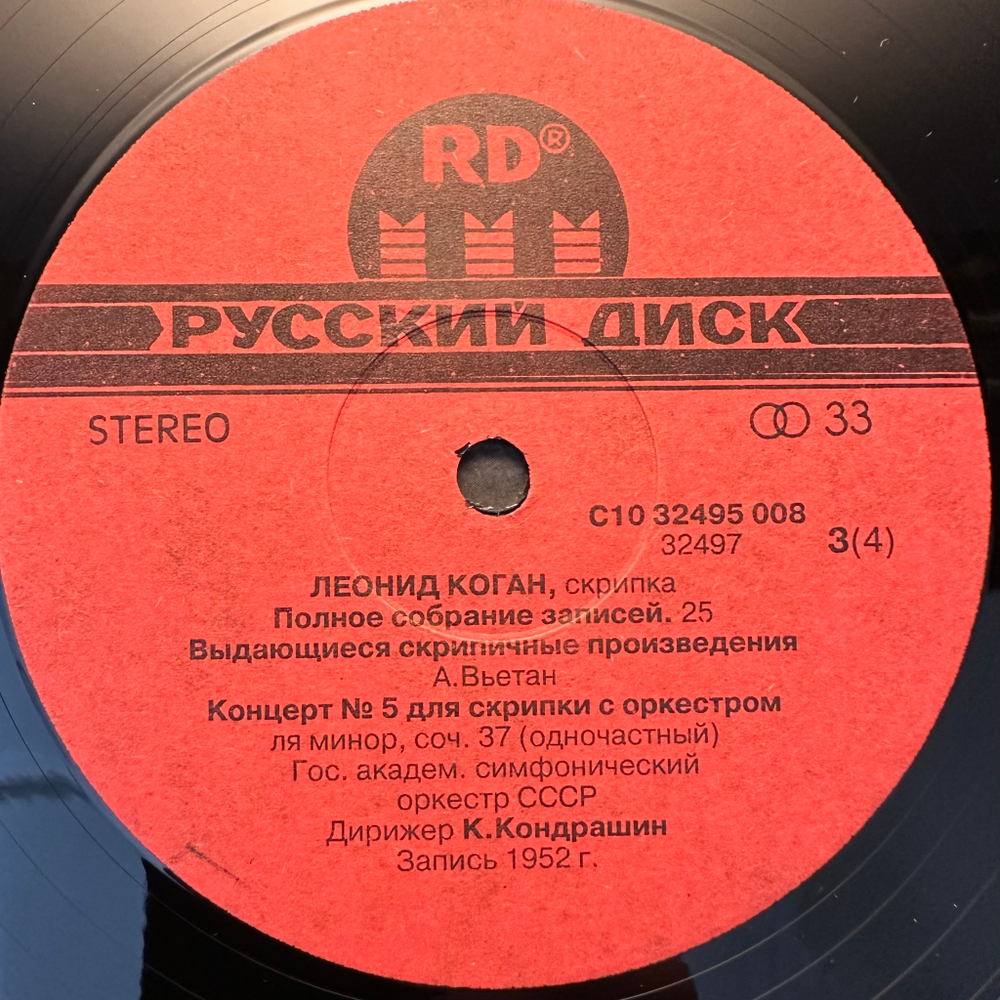 RD®
РУССКИЙ ДИСК
STEREO
33
С10 32495 008
32497
3(4)
ЛЕОНИД КОГАН, скрипка
Полное собрание записей. 25
Выдающиеся скрипичные произведения
А.Вьетан
Концерт № 5 для скрипки с оркестром
ля минор, соч. 37 (одночастный)
Гос. академ. симфонический
оркестр СССР
Дирижер К.Кондрашин
Запись 1952 г.